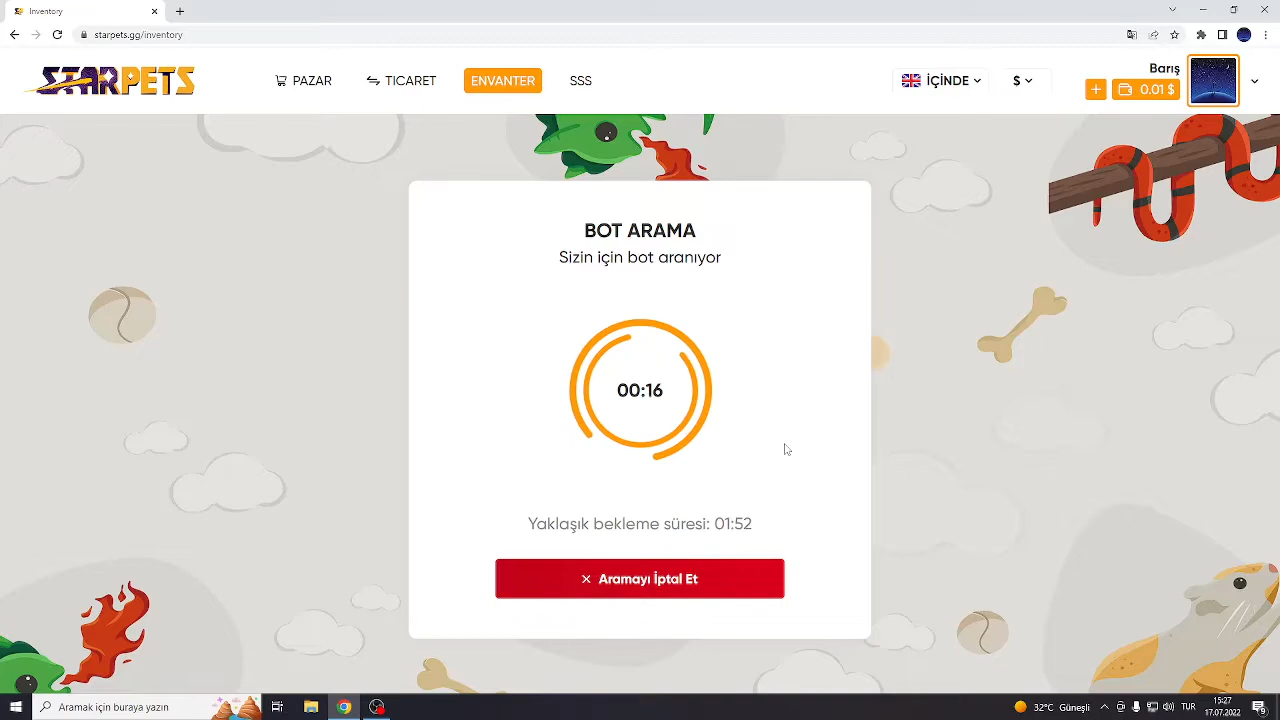 Inventory
starpets.gg/inventory
STARPETS
PAZAR
TICARET
ENVANTER
SSS
İÇİNDE
$
Barış
0.01 $
BOT ARAMA
Sizin için bot aranıyor
00:16
Yaklaşık bekleme süresi: 01:52
Aramayı İptal Et
Aramak için buraya yazın
32°C Güneşli
TUR
15:27
17.07.2022